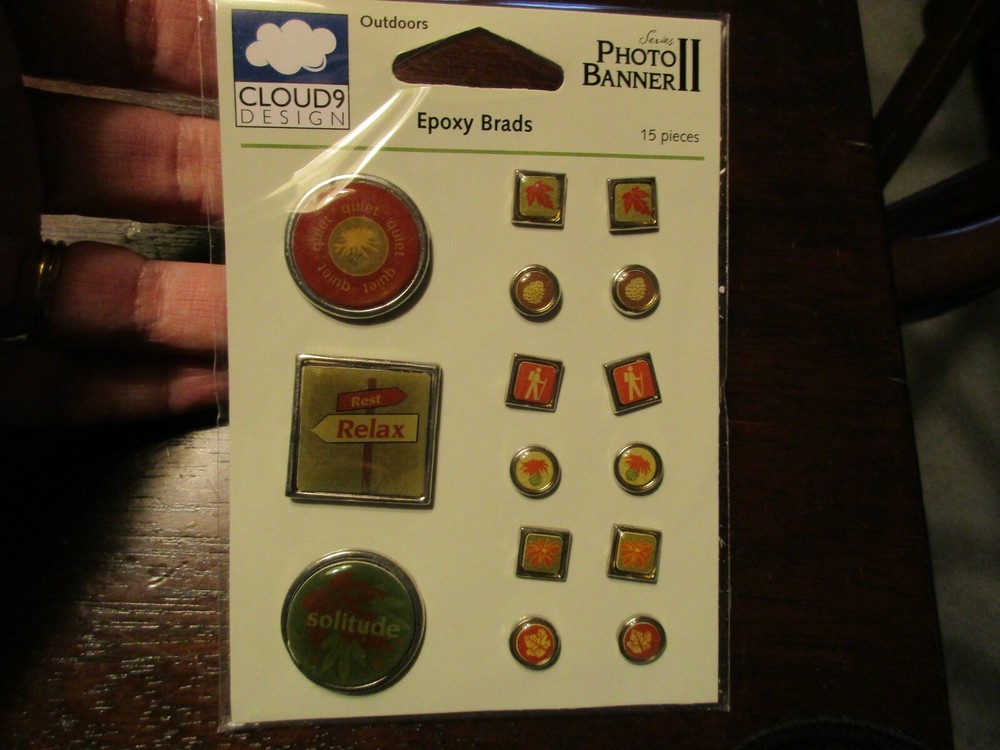 Outdoors
CLOUD9
DESIGN
Series
PHOTO
BANNER II
Epoxy Brads
15 pieces
quiet quiet quiet quiet quiet quiet
Rest
Relax
solitude